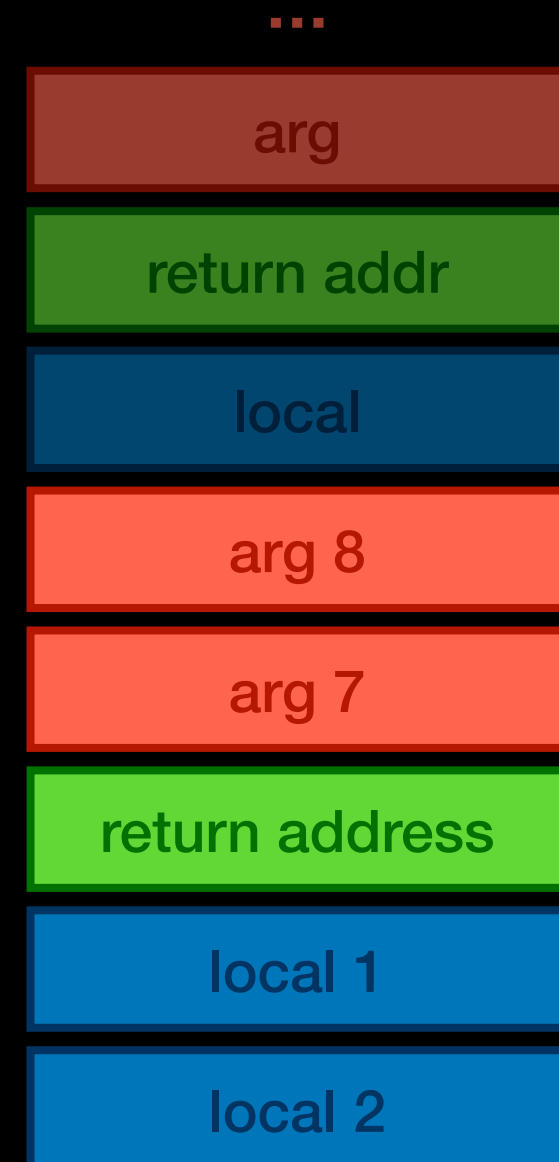 ...
arg
return addr
local
arg 8
arg 7
return address
local 1
local 2